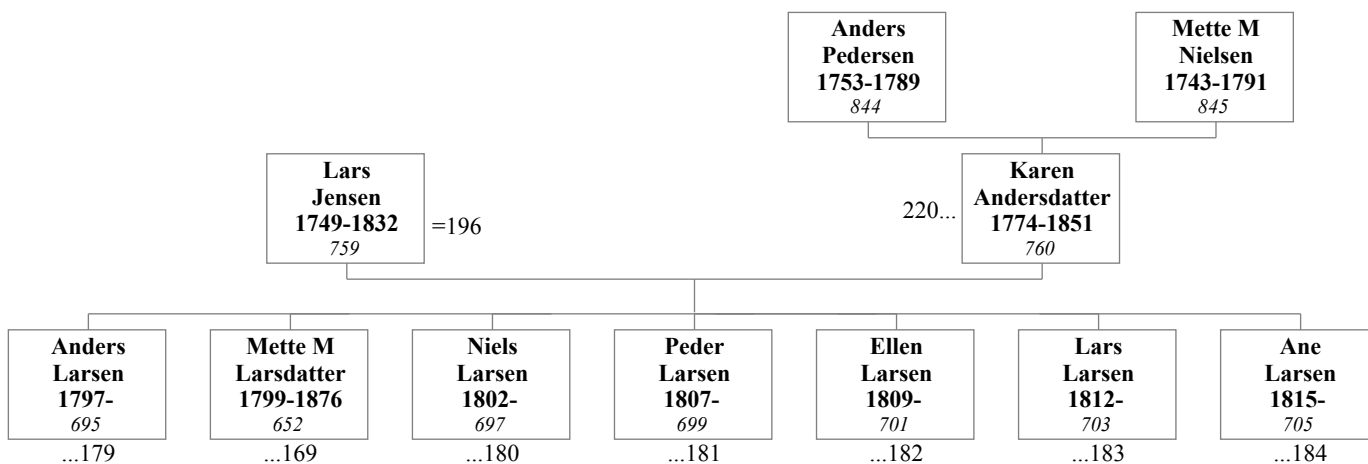 Anders
Pedersen
1753-1789
844
Mette M
Nielsen
1743-1791
845
Lars
Jensen
1749-1832
759
=196
220...
Karen
Andersdatter
1774-1851
760
Anders
Larsen
1797-
695
...179
Mette M
Larsdatter
1799-1876
652
...169
Niels
Larsen
1802-
697
...180
Peder
Larsen
1807-
699
...181
Ellen
Larsen
1809-
701
...182
Lars
Larsen
1812-
703
...183
Ane
Larsen
1815-
705
...184